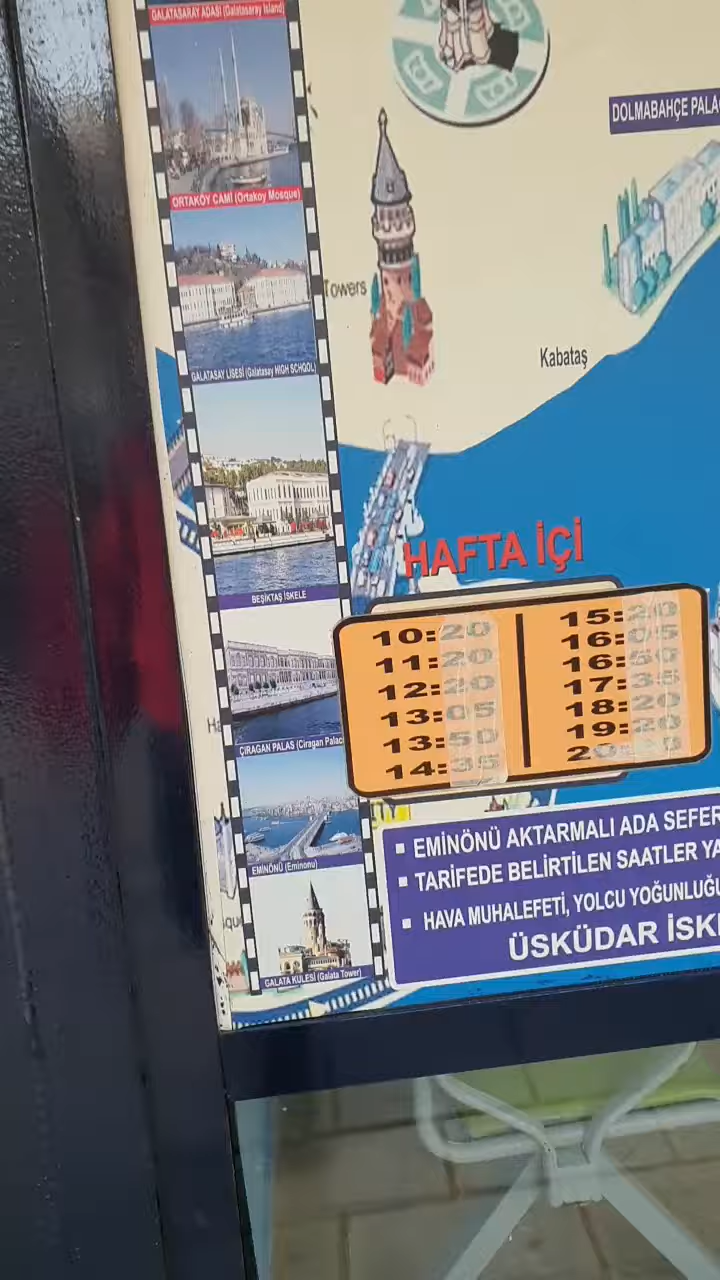 GALATASARAY ADASI (Galatasaray Island)
ORTAKÖY CAMİ (Ortakoy Mosque)
GALATASAY LİSESİ (Galatasay HIGH SCHOOL)
BEŞİKTAŞ İSKELE
ÇIRAGAN PALAS (Çiragan Palac
EMİNÖNÜ (Eminonu)
GALATA KULESİ (Galata Tower)
DOLMABAHÇE PALA
Towers
Kabataş
HAFTA İÇİ
10:20
11:20
12:20
13:05
13:50
14:35
15:20
16:05
16:50
17:35
18:20
19:20
EMİNÖNÜ AKTARMALI ADA SEFER
TARİFEDE BELİRTİLEN SAATLER YA
HAVA MUHALEFETİ, YOLCU YOĞUNLUĞU
ÜSKÜDAR İSK